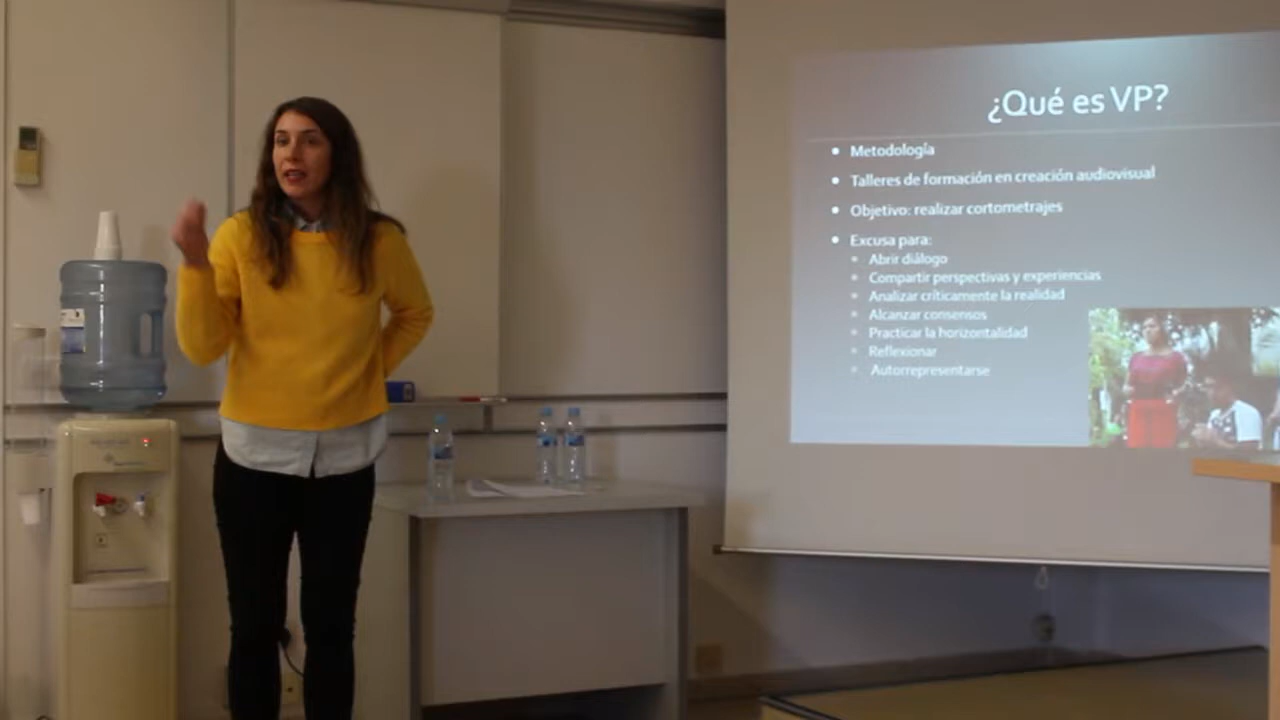 ¿Qué es VP?
Metodología
Talleres de formación en creación audiovisual
Objetivo: realizar cortometrajes
Excusa para:
Abrir diálogo
Compartir perspectivas y experiencias
Analizar críticamente la realidad
Alcanzar consensos
Practicar la horizontalidad
Reflexionar
Autorrepresentarse